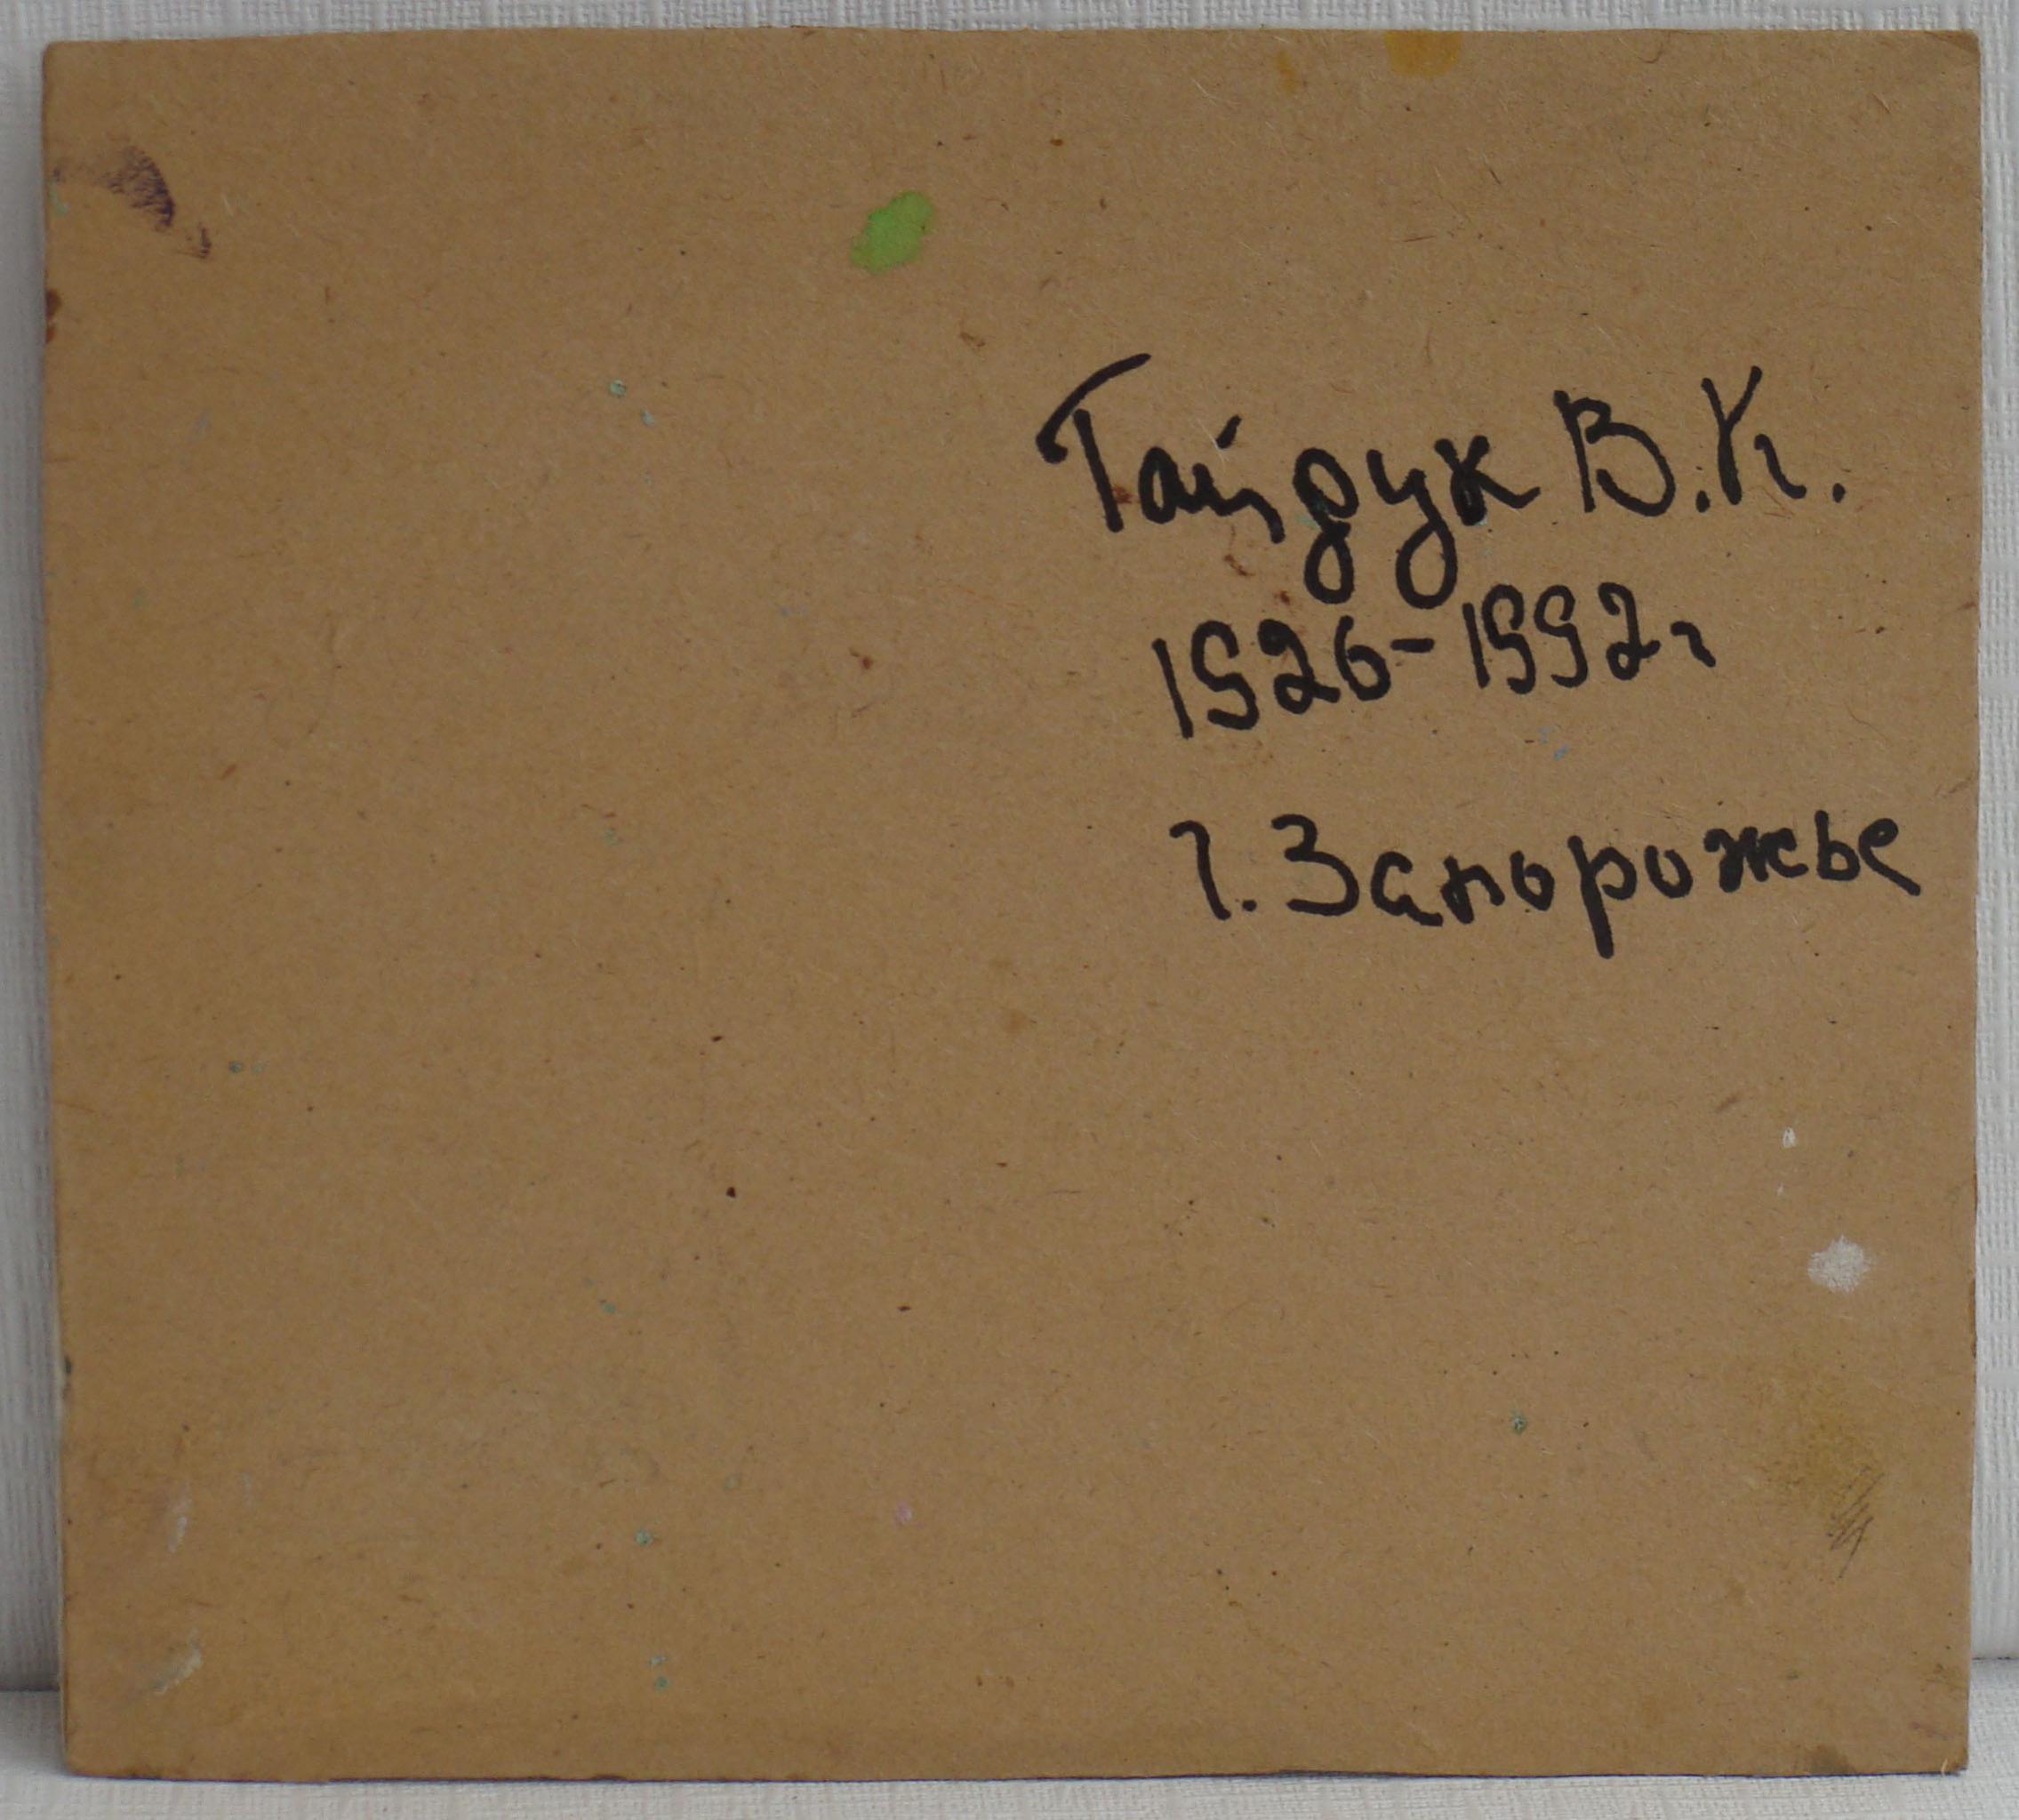 Гайдук В.К.
1926-1992г
г. Запорожье